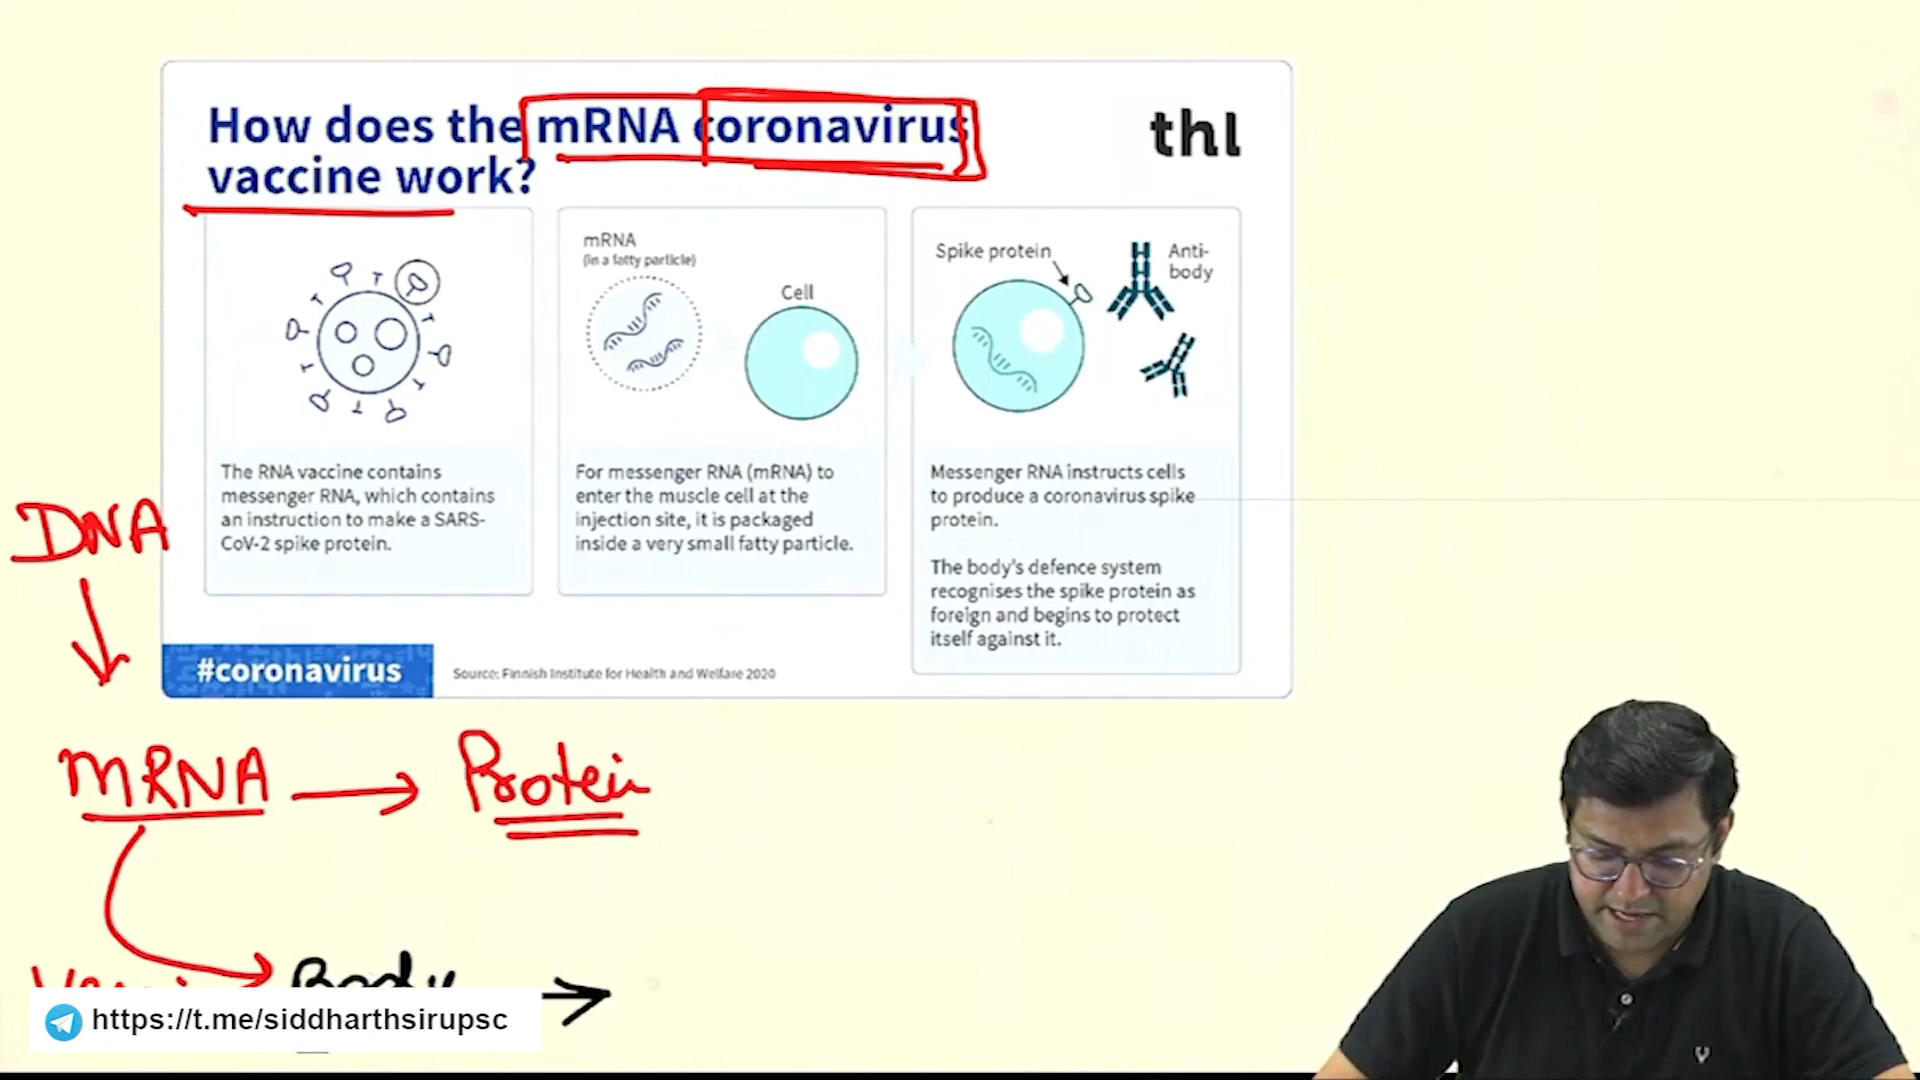 How does the mRNA coronavirus
vaccine work?
thl
The RNA vaccine contains
messenger RNA, which contains
an instruction to make a SARS-
CoV-2 spike protein.
mRNA
(in a fatty particle)
Cell
For messenger RNA (mRNA) to
enter the muscle cell at the
injection site, it is packaged
inside a very small fatty particle.
Spike protein
Anti-
body
Messenger RNA instructs cells
to produce a coronavirus spike
protein.
The body's defence system
recognises the spike protein as
foreign and begins to protect
itself against it.
#coronavirus
Source: Finnish Institute for Health and Welfare 2020
DNA
mRNA → Protein
Body →
https://t.me/siddharthsirupsc